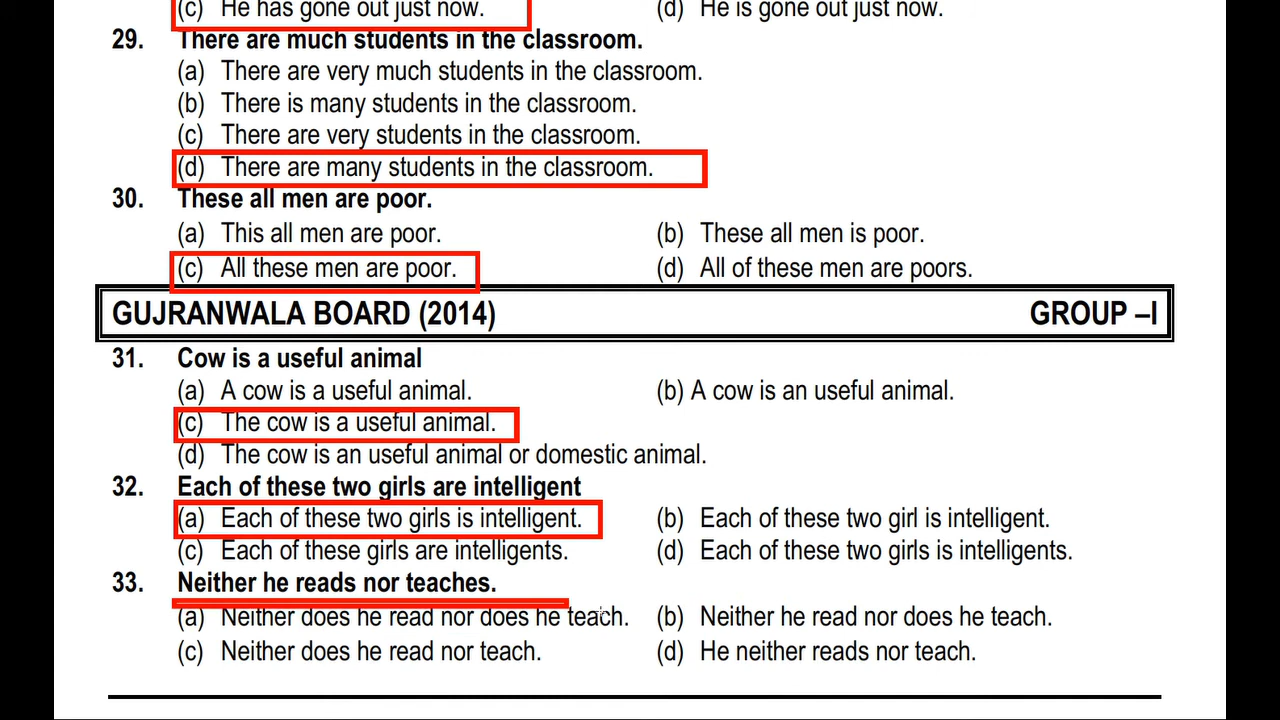 (c) He has gone out just now. (d) He is gone out just now.
29. There are much students in the classroom.
(a) There are very much students in the classroom.
(b) There is many students in the classroom.
(c) There are very students in the classroom.
(d) There are many students in the classroom.
30. These all men are poor.
(a) This all men are poor. (b) These all men is poor.
(c) All these men are poor. (d) All of these men are poors.
GUJRANWALA BOARD (2014) GROUP –I
31. Cow is a useful animal
(a) A cow is a useful animal. (b) A cow is an useful animal.
(c) The cow is a useful animal.
(d) The cow is an useful animal or domestic animal.
32. Each of these two girls are intelligent
(a) Each of these two girls is intelligent. (b) Each of these two girl is intelligent.
(c) Each of these girls are intelligents. (d) Each of these two girls is intelligents.
33. Neither he reads nor teaches.
(a) Neither does he read nor does he teach. (b) Neither he read nor does he teach.
(c) Neither does he read nor teach. (d) He neither reads nor teach.